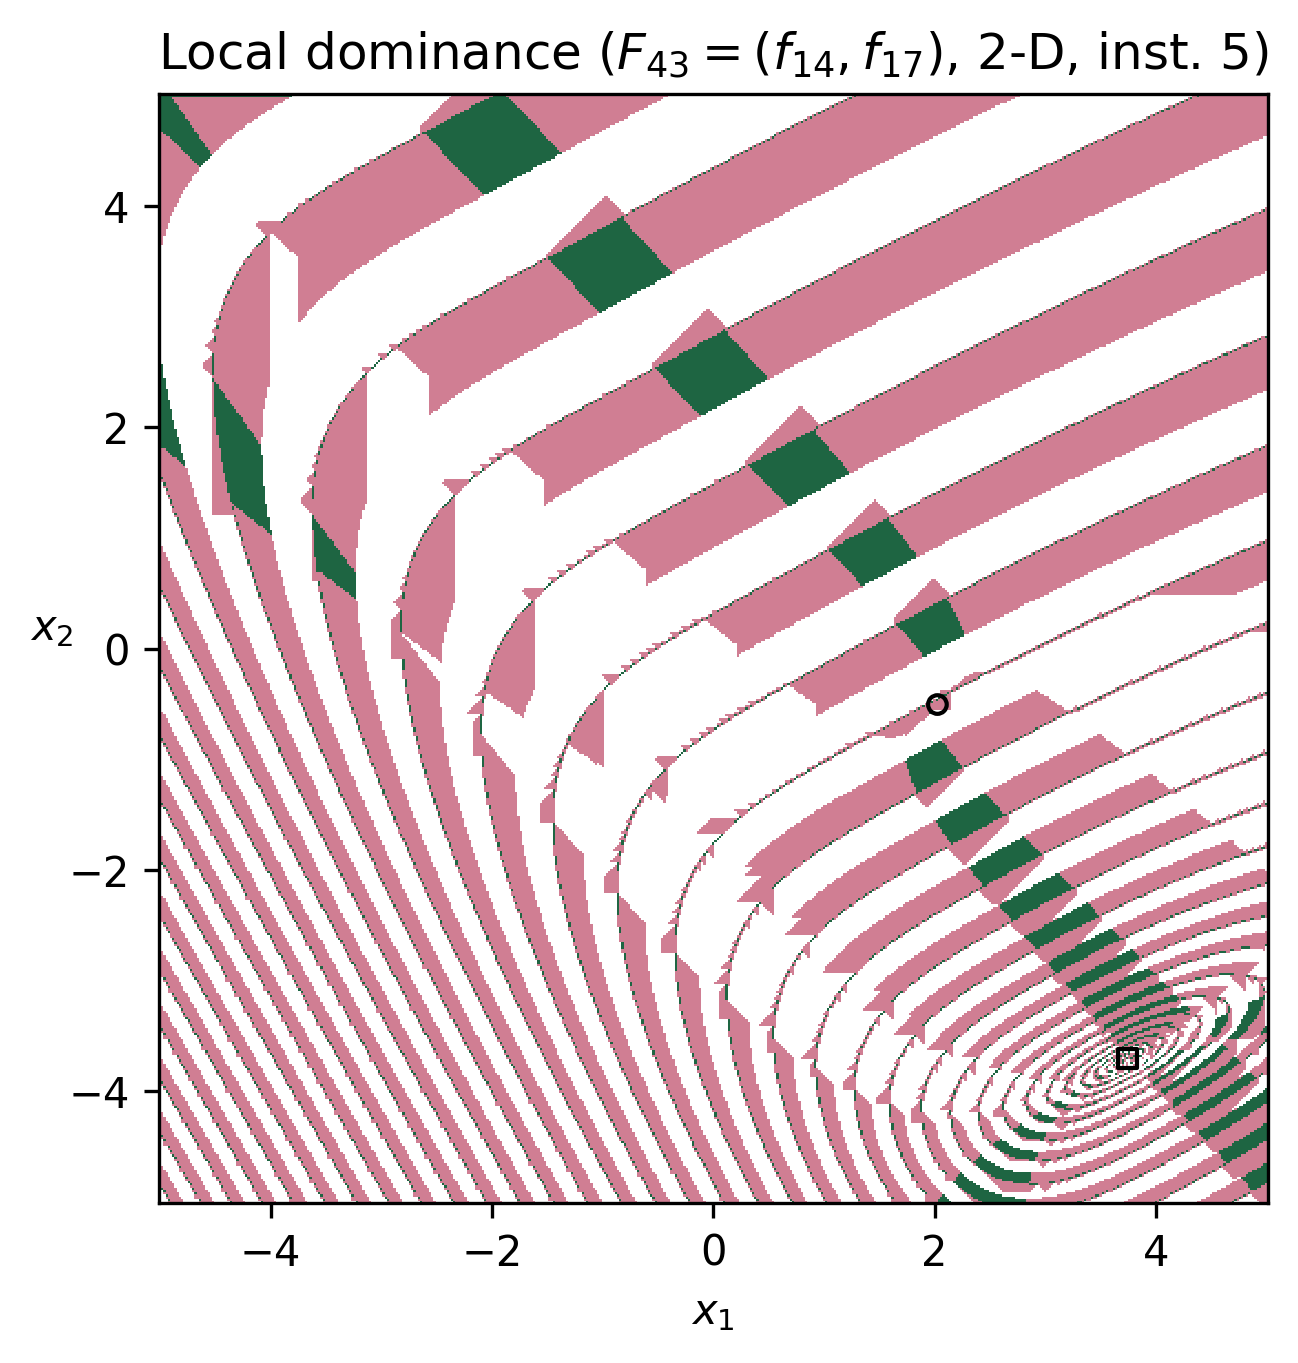 Local dominance (F₄₃ = (f₁₄, f₁₇), 2-D, inst. 5)
4
2
x₂ 0
−2
−4
−4 −2 0 2 4
x₁